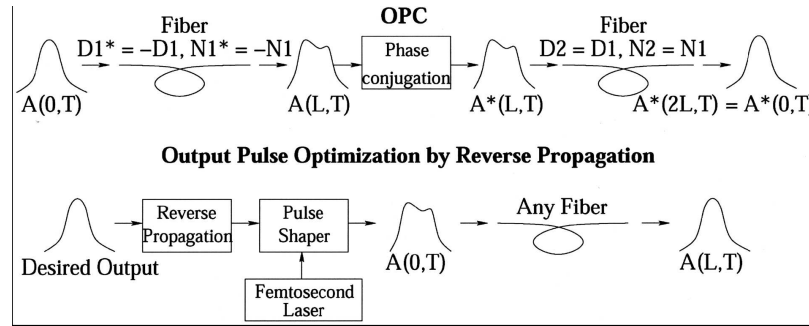 OPC
Fiber
D1* = −D1, N1* = −N1
Phase
conjugation
Fiber
D2 = D1, N2 = N1
A(0,T)
A(L,T)
A*(L,T)
A*(2L,T) = A*(0,T)
Output Pulse Optimization by Reverse Propagation
Reverse
Propagation
Pulse
Shaper
Any Fiber
Desired Output
A(0,T)
A(L,T)
Femtosecond
Laser